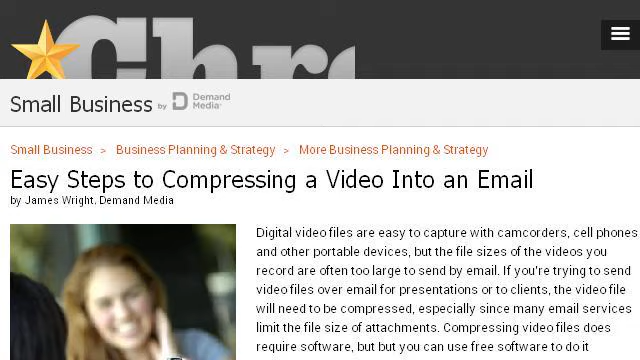 Chr
Small Business by Demand Media
Small Business > Business Planning & Strategy > More Business Planning & Strategy
Easy Steps to Compressing a Video Into an Email
by James Wright, Demand Media
Digital video files are easy to capture with camcorders, cell phones
and other portable devices, but the file sizes of the videos you
record are often too large to send by email. If you're trying to send
video files over email for presentations or to clients, the video file
will need to be compressed, especially since many email services
limit the file size of attachments. Compressing video files does
require software, but but you can use free software to do it